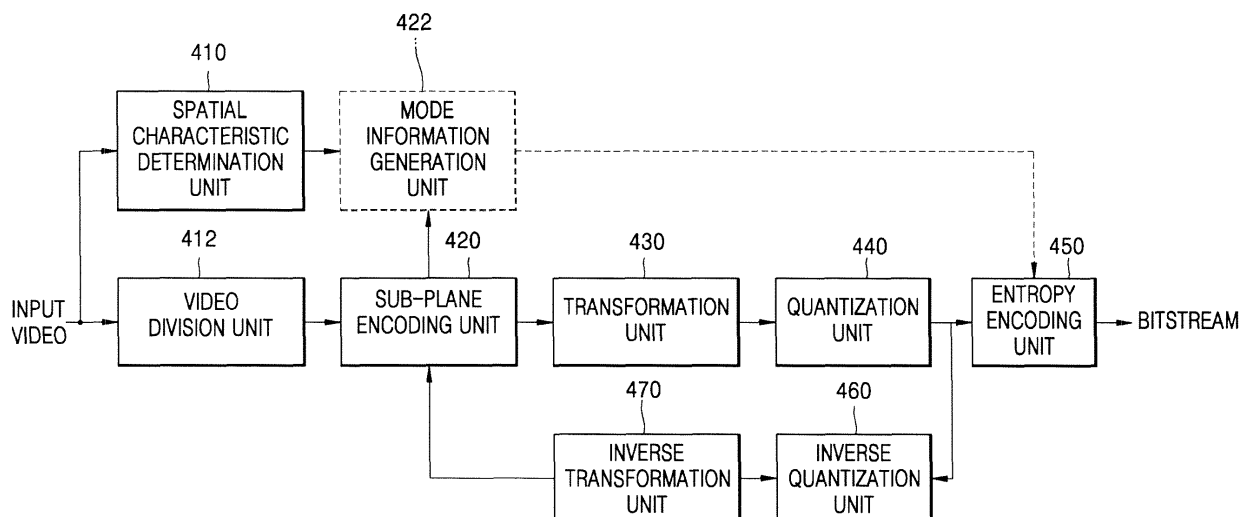 422
410
SPATIAL
CHARACTERISTIC
DETERMINATION
UNIT
MODE
INFORMATION
GENERATION
UNIT
412
420
430
440
450
INPUT
VIDEO
VIDEO
DIVISION UNIT
SUB-PLANE
ENCODING UNIT
TRANSFORMATION
UNIT
QUANTIZATION
UNIT
ENTROPY
ENCODING
UNIT
BITSTREAM
470
460
INVERSE
TRANSFORMATION
UNIT
INVERSE
QUANTIZATION
UNIT